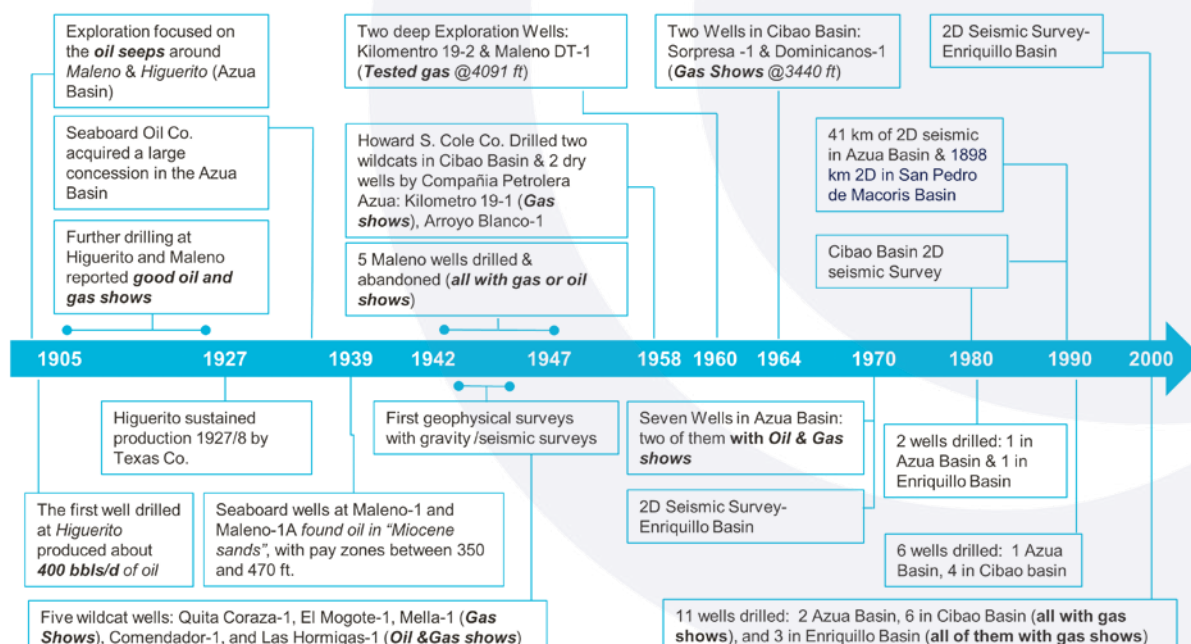 Exploration focused on
the oil seeps around
Maleno & Higuerito (Azua
Basin)
Two deep Exploration Wells:
Kilomentro 19-2 & Maleno DT-1
(Tested gas @4091 ft)
Two Wells in Cibao Basin:
Sorpresa -1 & Dominicanos-1
(Gas Shows @3440 ft)
2D Seismic Survey-
Enriquillo Basin
Seaboard Oil Co.
acquired a large
concession in the Azua
Basin
Howard S. Cole Co. Drilled two
wildcats in Cibao Basin & 2 dry
wells by Compañia Petrolera
Azua: Kilometro 19-1 (Gas
shows), Arroyo Blanco-1
41 km of 2D seismic
in Azua Basin & 1898
km 2D in San Pedro
de Macoris Basin
Further drilling at
Higuerito and Maleno
reported good oil and
gas shows
5 Maleno wells drilled &
abandoned (all with gas or oil
shows)
Cibao Basin 2D
seismic Survey
1905 1927 1939 1942 1947 1958 1960 1964 1970 1980 1990 2000
Higuerito sustained
production 1927/8 by
Texas Co.
First geophysical surveys
with gravity /seismic surveys
Seven Wells in Azua Basin:
two of them with Oil & Gas
shows
2 wells drilled: 1 in
Azua Basin & 1 in
Enriquillo Basin
The first well drilled
at Higuerito
produced about
400 bbls/d of oil
Seaboard wells at Maleno-1 and
Maleno-1A found oil in “Miocene
sands”, with pay zones between 350
and 470 ft.
2D Seismic Survey-
Enriquillo Basin
6 wells drilled: 1 Azua
Basin, 4 in Cibao basin
Five wildcat wells: Quita Coraza-1, El Mogote-1, Mella-1 (Gas
Shows), Comendador-1, and Las Hormigas-1 (Oil &Gas shows)
11 wells drilled: 2 Azua Basin, 6 in Cibao Basin (all with gas
shows), and 3 in Enriquillo Basin (all of them with gas shows)